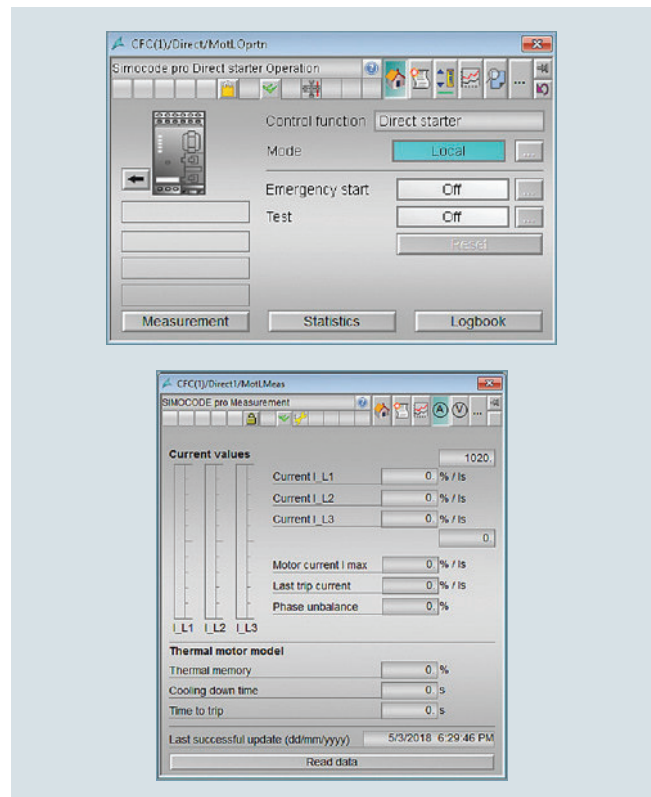 CFC(1)/Direct/MotLOprtn
Simocode pro Direct starter Operation
...
Control function Direct starter
Mode Local ...
Emergency start Off ...
Test Off ...
Reset
Measurement Statistics Logbook
CFC(1)/Direct1/MotLMeas
SIMOCODE pro Measurement
A V ...
Current values 1020.
Current I_L1 0. % / Is
Current I_L2 0. % / Is
Current I_L3 0. % / Is
0.
Motor current I max 0. % / Is
Last trip current 0. % / Is
Phase unbalance 0. %
I_L1 I_L2 I_L3
Thermal motor model
Thermal memory 0. %
Cooling down time 0. s
Time to trip 0. s
Last successful update (dd/mm/yyyy) 5/3/2018 6:29:46 PM
Read data